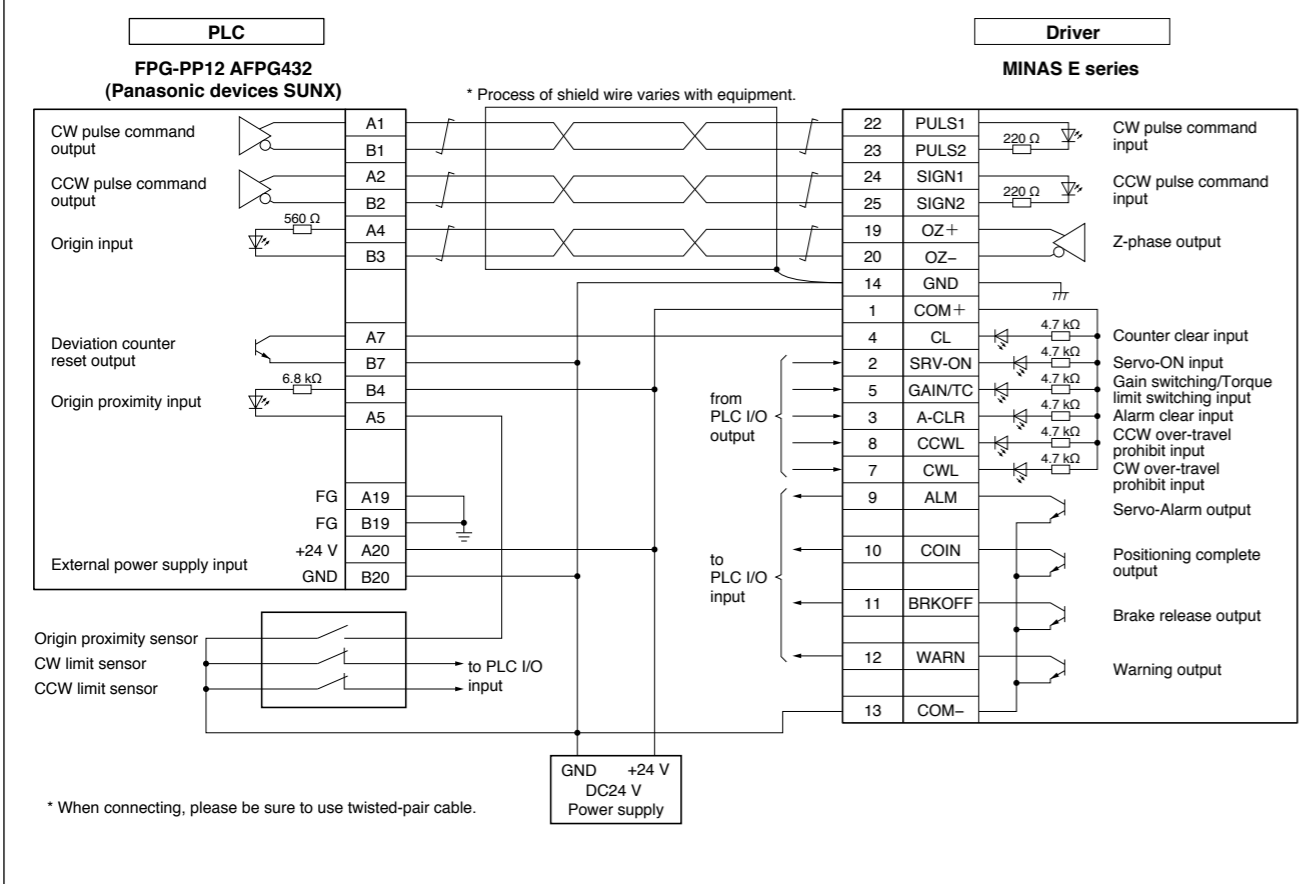 PLC
Driver
FPG-PP12 AFPG432
(Panasonic devices SUNX)
MINAS E series
* Process of shield wire varies with equipment.
CW pulse command
output
A1
B1
22 PULS1
23 PULS2
220 Ω
CW pulse command
input
CCW pulse command
output
A2
B2
24 SIGN1
25 SIGN2
220 Ω
CCW pulse command
input
Origin input
560 Ω
A4
B3
19 OZ+
20 OZ−
Z-phase output
14 GND
1 COM+
Deviation counter
reset output
A7
B7
4 CL
4.7 kΩ
Counter clear input
2 SRV-ON
4.7 kΩ
Servo-ON input
Origin proximity input
6.8 kΩ
B4
A5
from
PLC I/O
output
5 GAIN/TC
4.7 kΩ
Gain switching/Torque
limit switching input
3 A-CLR
4.7 kΩ
Alarm clear input
8 CCWL
4.7 kΩ
CCW over-travel
prohibit input
7 CWL
4.7 kΩ
CW over-travel
prohibit input
FG A19
FG B19
+24 V A20
GND B20
External power supply input
to
PLC I/O
input
9 ALM
Servo-Alarm output
10 COIN
Positioning complete
output
11 BRKOFF
Brake release output
12 WARN
Warning output
13 COM−
Origin proximity sensor
CW limit sensor
CCW limit sensor
to PLC I/O
input
GND +24 V
DC24 V
Power supply
* When connecting, please be sure to use twisted-pair cable.